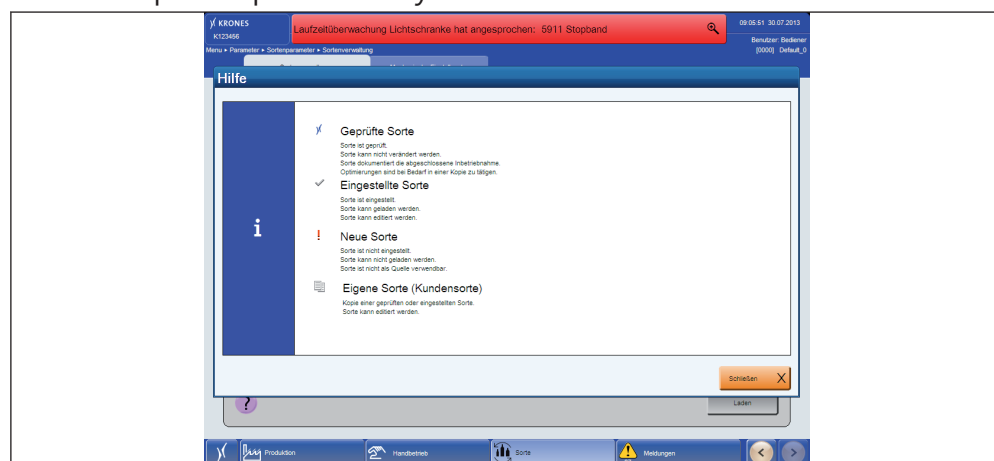 KRONES
K123456
Laufzeitüberwachung Lichtschranke hat angesprochen: 5911 Stopband
09:05:51 30.07.2013
Benutzer: Bediener
Menu ▸ Parameter ▸ Sortenparameter ▸ Sortenverwaltung
[0000] Default_0
Hilfe
i
Geprüfte Sorte
Sorte ist geprüft.
Sorte kann nicht verändert werden.
Sorte dokumentiert die abgeschlossene Inbetriebnahme.
Optimierungen sind bei Bedarf in einer Kopie zu tätigen.
Eingestellte Sorte
Sorte ist eingestellt.
Sorte kann geladen werden.
Sorte kann editiert werden.
! Neue Sorte
Sorte ist nicht eingestellt.
Sorte kann nicht geladen werden.
Sorte ist nicht als Quelle verwendbar.
Eigene Sorte (Kundensorte)
Kopie einer geprüften oder eingestellten Sorte.
Sorte kann editiert werden.
Schließen X
?
Laden
Produktion
Handbetrieb
Sorte
Meldungen